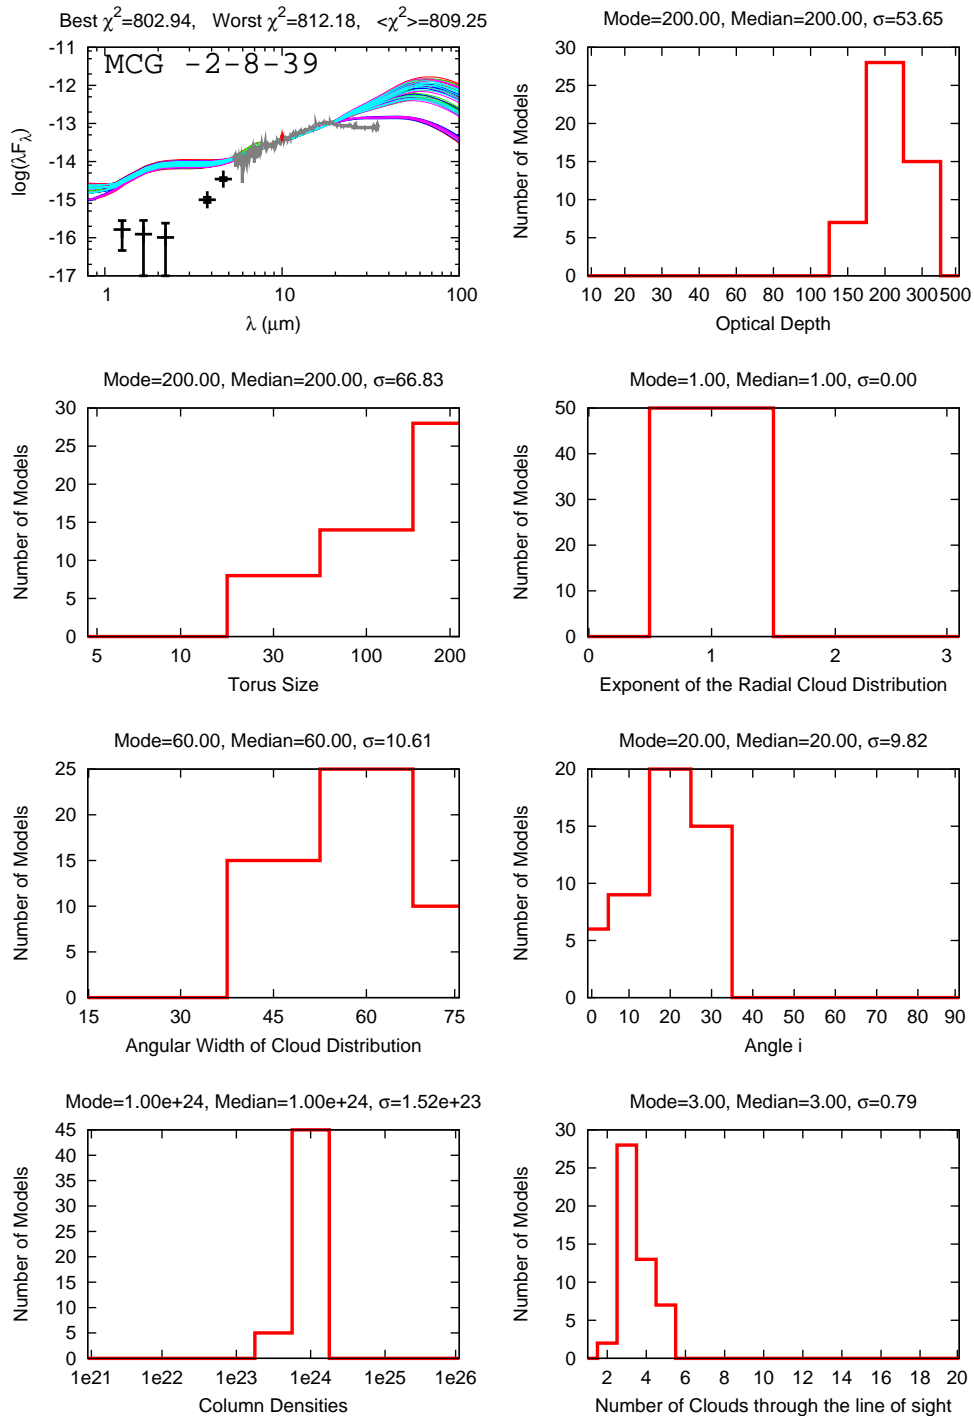 Best χ²=802.94, Worst χ²=812.18, <χ²>=809.25
MCG -2-8-39
log(λFλ)
-11
-12
-13
-14
-15
-16
-17
1 10 100
λ (μm)
Mode=200.00, Median=200.00, σ=53.65
Number of Models
30
25
20
15
10
5
0
10 20 30 40 60 80 100 150 200 300 500
Optical Depth
Mode=200.00, Median=200.00, σ=66.83
Number of Models
30
25
20
15
10
5
0
5 10 30 100 200
Torus Size
Mode=1.00, Median=1.00, σ=0.00
Number of Models
50
40
30
20
10
0
0 1 2 3
Exponent of the Radial Cloud Distribution
Mode=60.00, Median=60.00, σ=10.61
Number of Models
25
20
15
10
5
0
15 30 45 60 75
Angular Width of Cloud Distribution
Mode=20.00, Median=20.00, σ=9.82
Number of Models
20
15
10
5
0
0 10 20 30 40 50 60 70 80 90
Angle i
Mode=1.00e+24, Median=1.00e+24, σ=1.52e+23
Number of Models
45
40
35
30
25
20
15
10
5
0
1e21 1e22 1e23 1e24 1e25 1e26
Column Densities
Mode=3.00, Median=3.00, σ=0.79
Number of Models
30
25
20
15
10
5
0
2 4 6 8 10 12 14 16 18 20
Number of Clouds through the line of sight